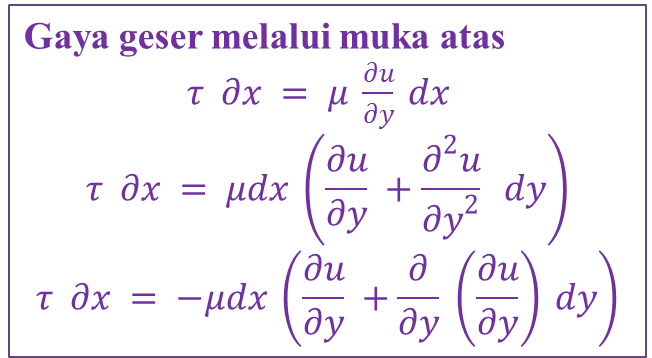 Gaya geser melalui muka atas
τ ∂x = μ ∂u/∂y dx
τ ∂x = μdx (∂u/∂y + ∂²u/∂y² dy)
τ ∂x = −μdx (∂u/∂y + ∂/∂y (∂u/∂y) dy)